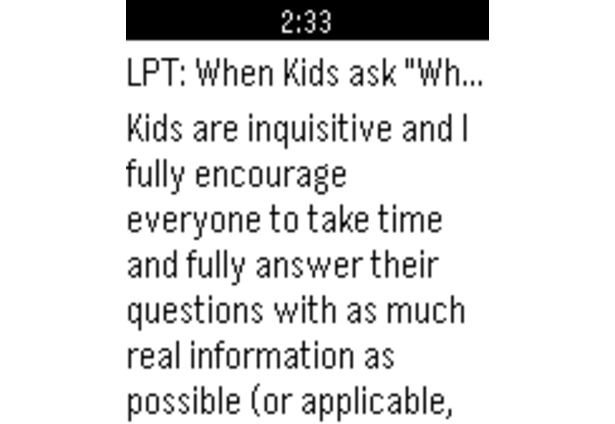 2:33
LPT: When Kids ask "Wh...
Kids are inquisitive and I
fully encourage
everyone to take time
and fully answer their
questions with as much
real information as
possible (or applicable,